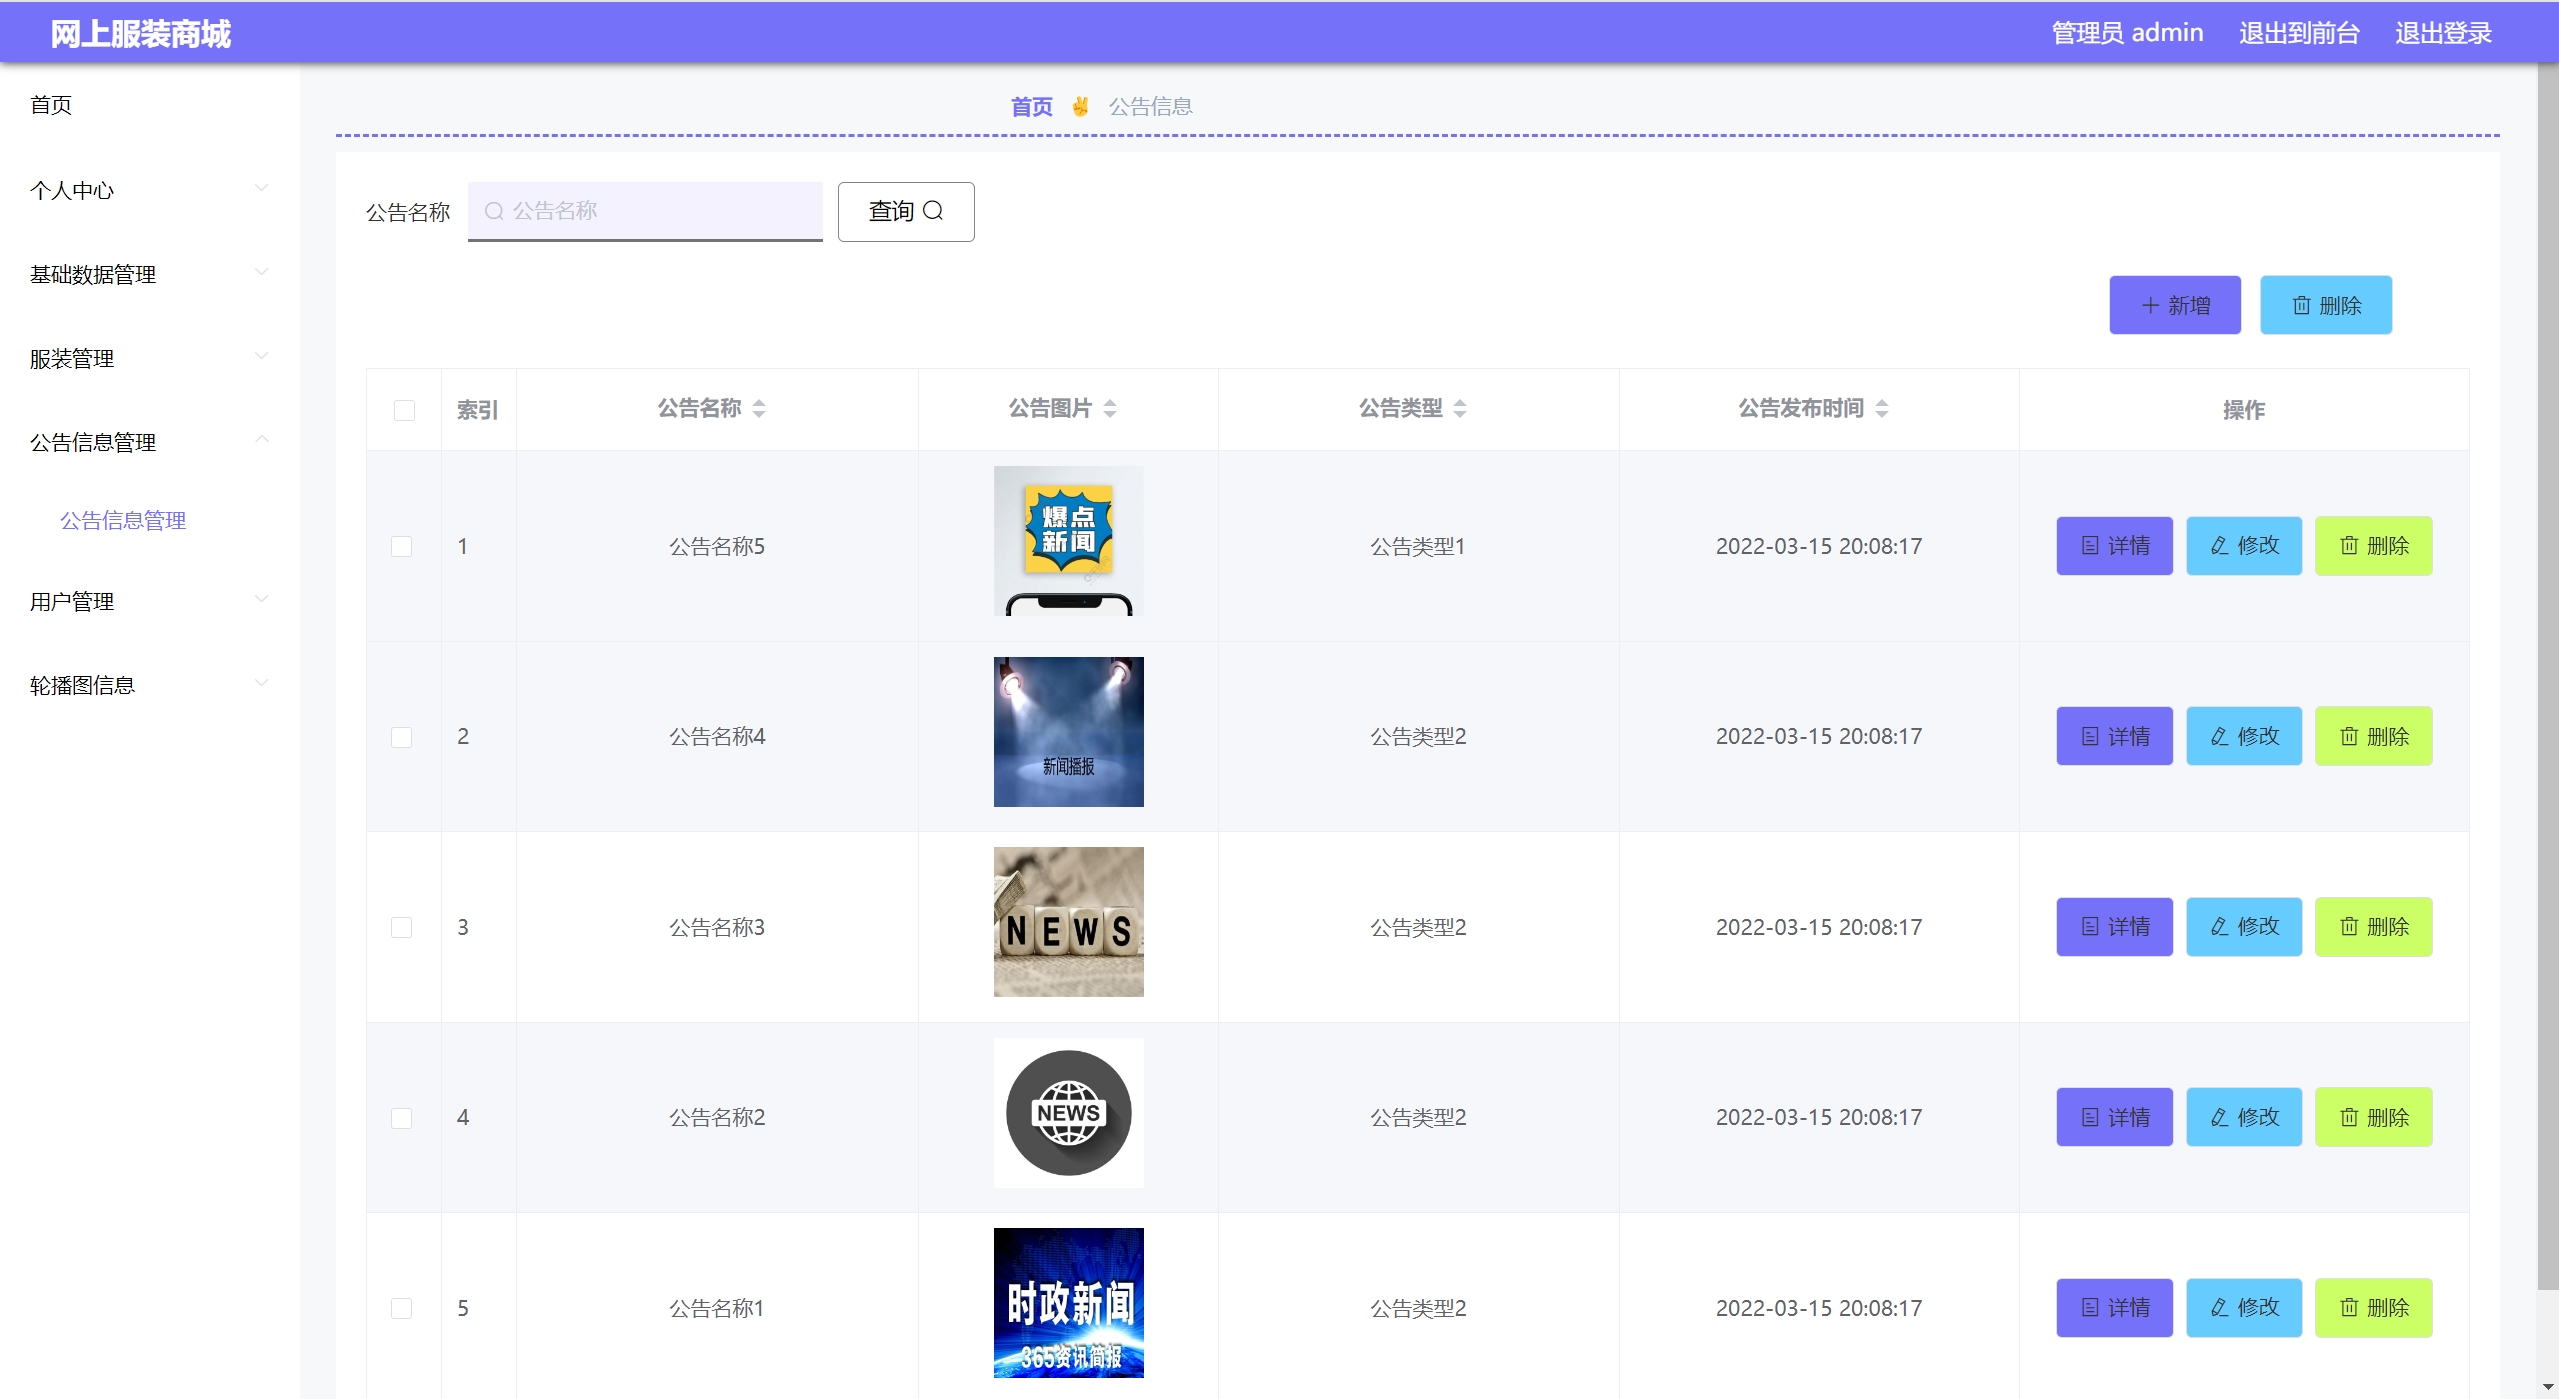 网上服装商城
管理员 admin 退出到前台 退出登录
首页
个人中心
基础数据管理
服装管理
公告信息管理
公告信息管理
用户管理
轮播图信息
首页 ✌ 公告信息
公告名称 公告名称 查询
新增 删除
索引 公告名称 公告图片 公告类型 公告发布时间 操作
爆点
新闻
1 公告名称5 公告类型1 2022-03-15 20:08:17 详情 修改 删除
2 公告名称4 公告类型2 2022-03-15 20:08:17 详情 修改 删除
新闻播报
3 公告名称3 NEWS 公告类型2 2022-03-15 20:08:17 详情 修改 删除
4 公告名称2 NEWS 公告类型2 2022-03-15 20:08:17 详情 修改 删除
5 公告名称1 时政新闻 公告类型2 2022-03-15 20:08:17 详情 修改 删除
365资讯简报